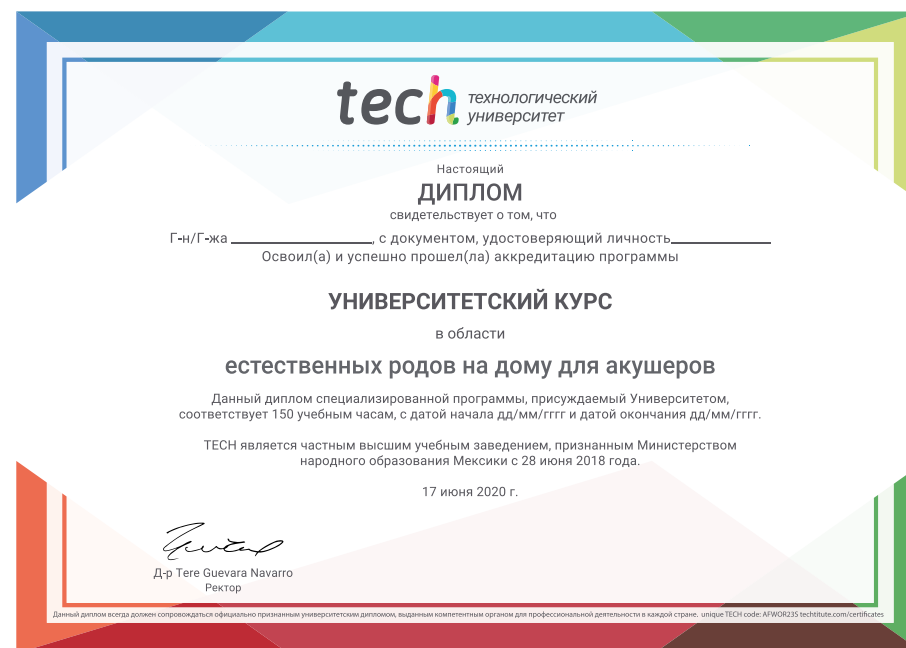 tech технологический
университет
Настоящий
ДИПЛОМ
свидетельствует о том, что
Г-н/Г-жа ____________________, с документом, удостоверяющий личность______________
Освоил(а) и успешно прошел(ла) аккредитацию программы
УНИВЕРСИТЕТСКИЙ КУРС
в области
естественных родов на дому для акушеров
Данный диплом специализированной программы, присуждаемый Университетом,
соответствует 150 учебным часам, с датой начала дд/мм/гггг и датой окончания дд/мм/гггг.
TECH является частным высшим учебным заведением, признанным Министерством
народного образования Мексики с 28 июня 2018 года.
17 июня 2020 г.
Д-р Tere Guevara Navarro
Ректор
Данный диплом всегда должен сопровождаться официально признанным университетским дипломом, выданным компетентным органом для профессиональной деятельности в каждой стране. unique TECH code: AFWOR23S techtitute.com/certificates